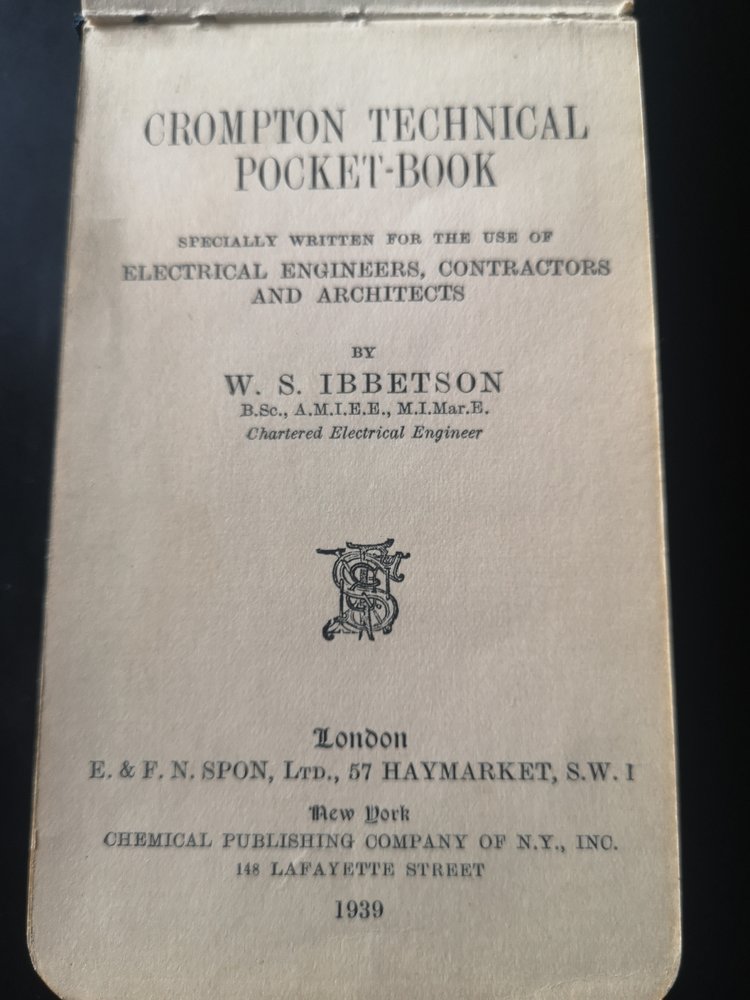 CROMPTON TECHNICAL
POCKET-BOOK
SPECIALLY WRITTEN FOR THE USE OF
ELECTRICAL ENGINEERS, CONTRACTORS
AND ARCHITECTS
BY
W. S. IBBETSON
B.Sc., A.M.I.E.E., M.I.Mar.E.
Chartered Electrical Engineer
London
E. & F. N. SPON, LTD., 57 HAYMARKET, S.W. 1
New York
CHEMICAL PUBLISHING COMPANY OF N.Y., INC.
148 LAFAYETTE STREET
1939